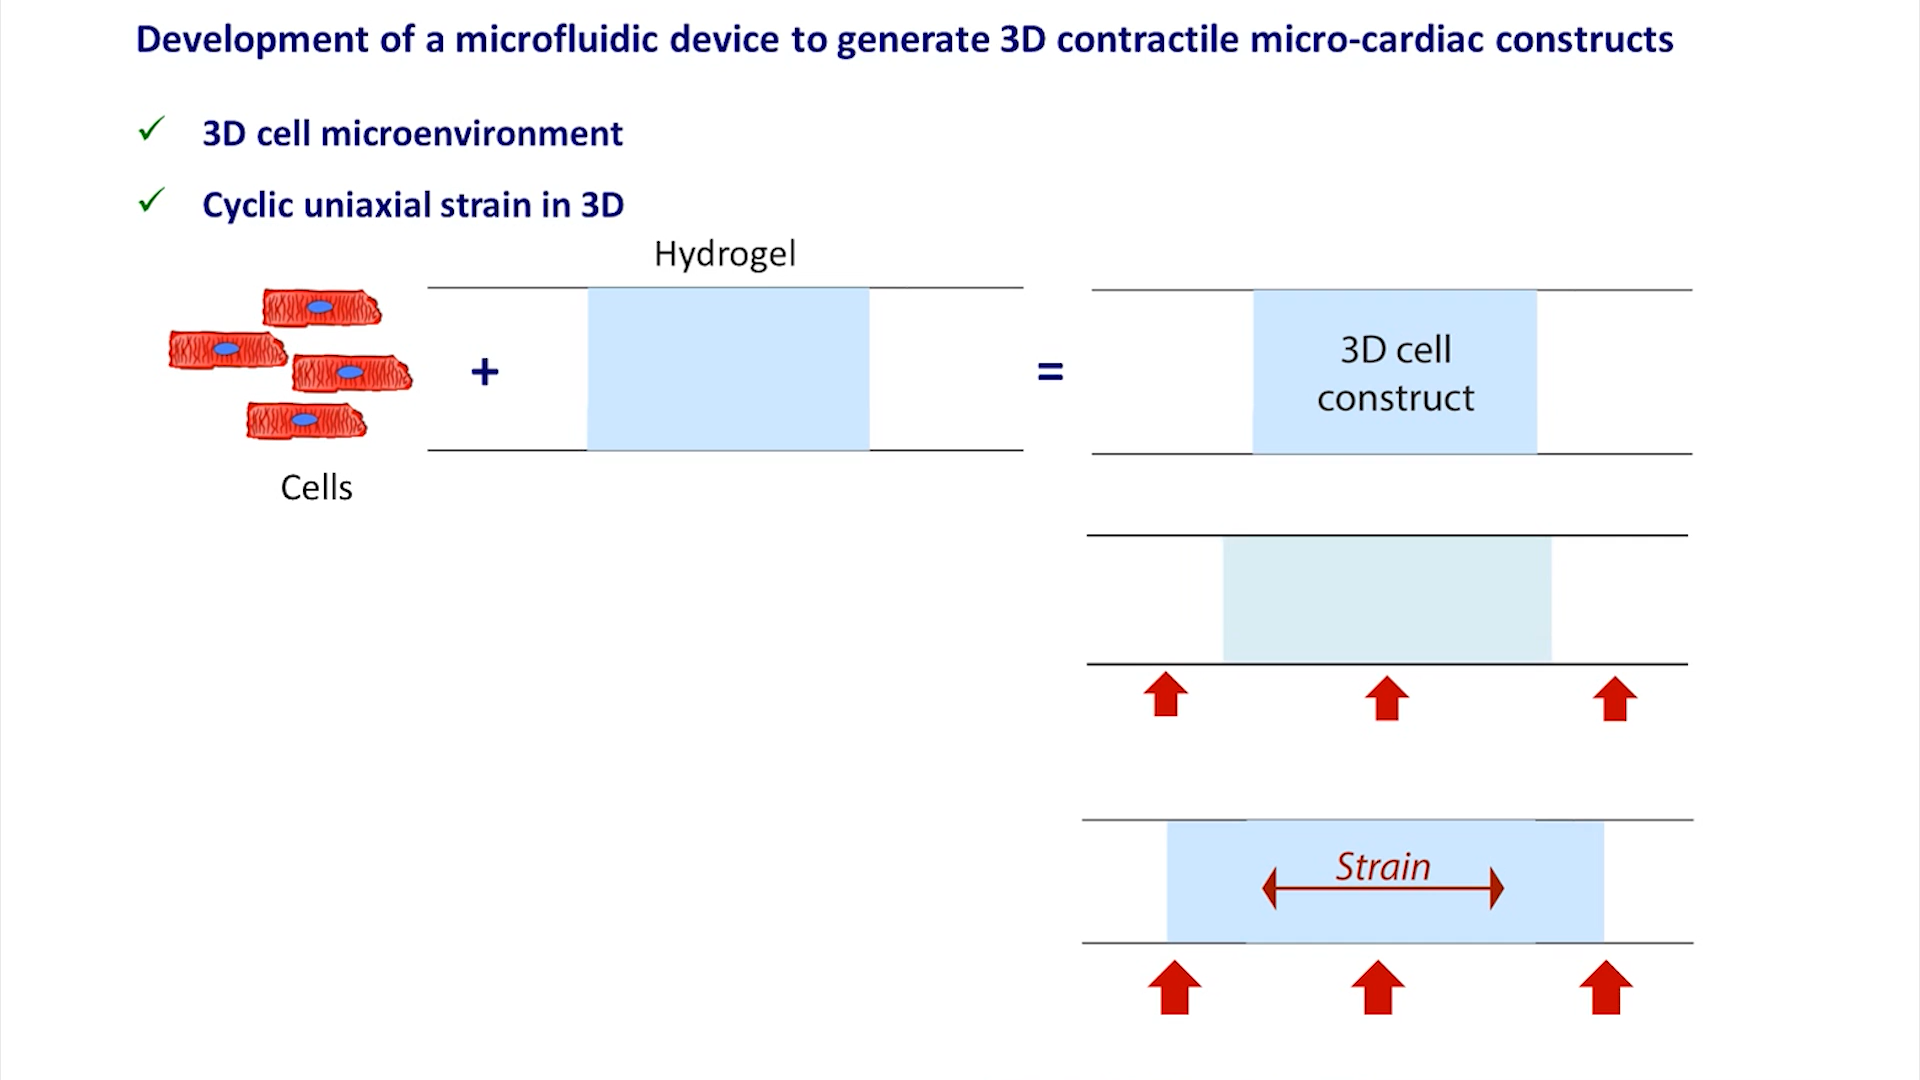 Development of a microfluidic device to generate 3D contractile micro-cardiac constructs
✓ 3D cell microenvironment
✓ Cyclic uniaxial strain in 3D
Hydrogel
+
=
3D cell
construct
Cells
Strain